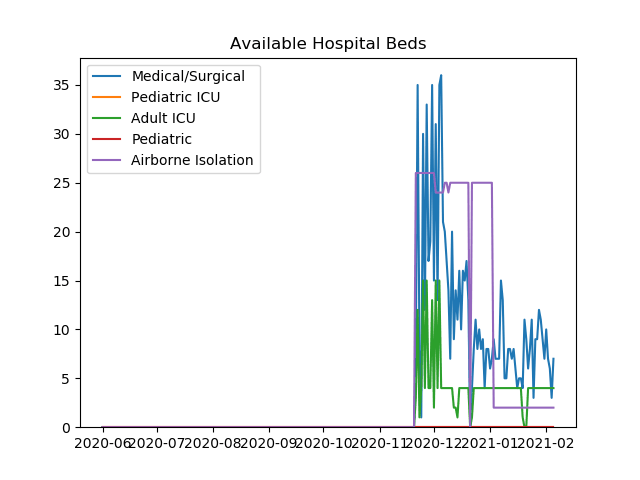 Available Hospital Beds
Medical/Surgical
Pediatric ICU
Adult ICU
Pediatric
Airborne Isolation
35
30
25
20
15
10
5
0
2020-06 2020-07 2020-08 2020-09 2020-10 2020-11 2020-12 2021-01 2021-02